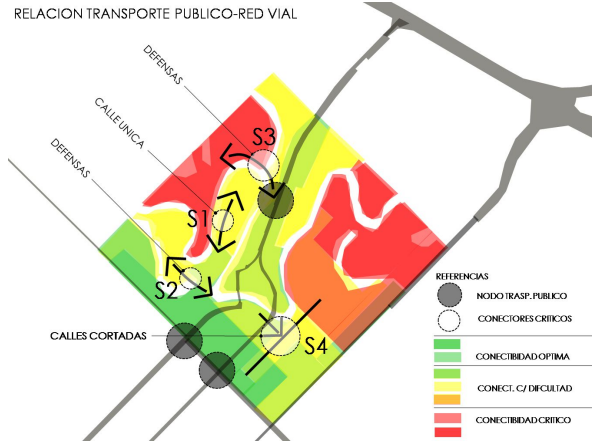 RELACION TRANSPORTE PUBLICO-RED VIAL
DEFENSAS
CALLE UNICA
DEFENSAS
S3
S1
S2
CALLES CORTADAS
S4
REFERENCIAS
NODO TRASP. PUBLICO
CONECTORES CRITICOS
CONECTIBIDAD OPTIMA
CONECT. C/ DIFCULTAD
CONECTIBIDAD CRITICO